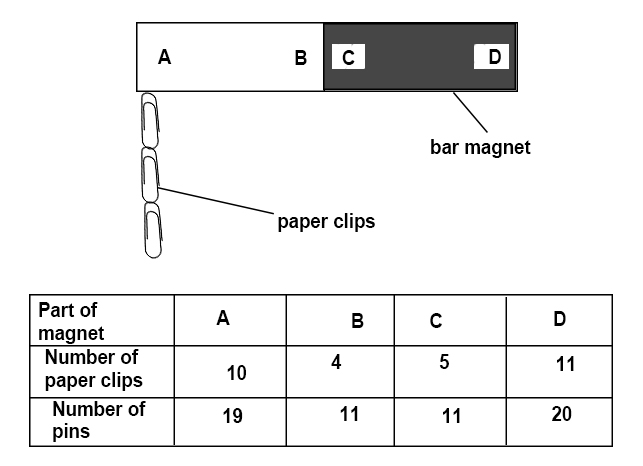 A B C D
bar magnet
paper clips
Part of
magnet
A B C D
Number of
paper clips
10 4 5 11
Number of
pins
19 11 11 20